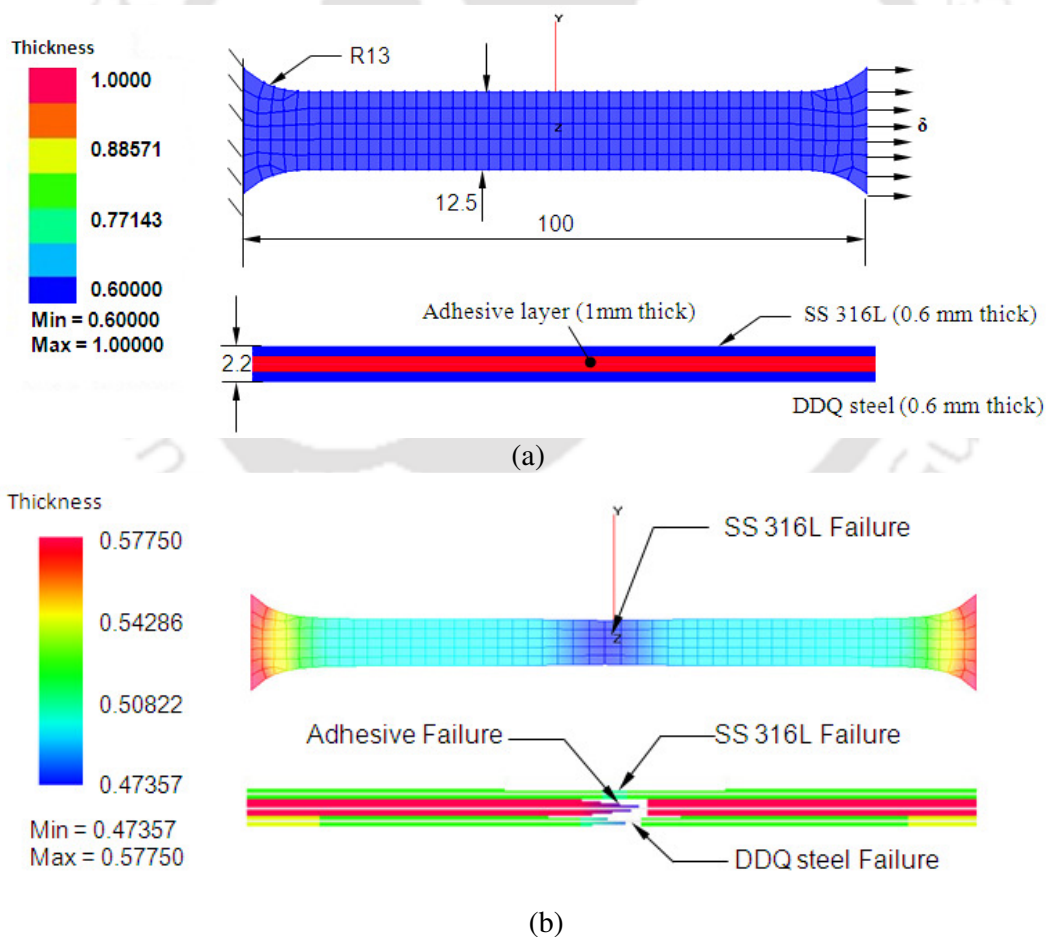 Thickness
1.0000
0.88571
0.77143
0.60000
Min = 0.60000
Max = 1.00000
R13
Y
Z
δ
12.5
100
Adhesive layer (1mm thick)
SS 316L (0.6 mm thick)
2.2
DDQ steel (0.6 mm thick)
(a)
Thickness
0.57750
0.54286
0.50822
0.47357
Min = 0.47357
Max = 0.57750
Y
SS 316L Failure
Z
Adhesive Failure
SS 316L Failure
DDQ steel Failure
(b)